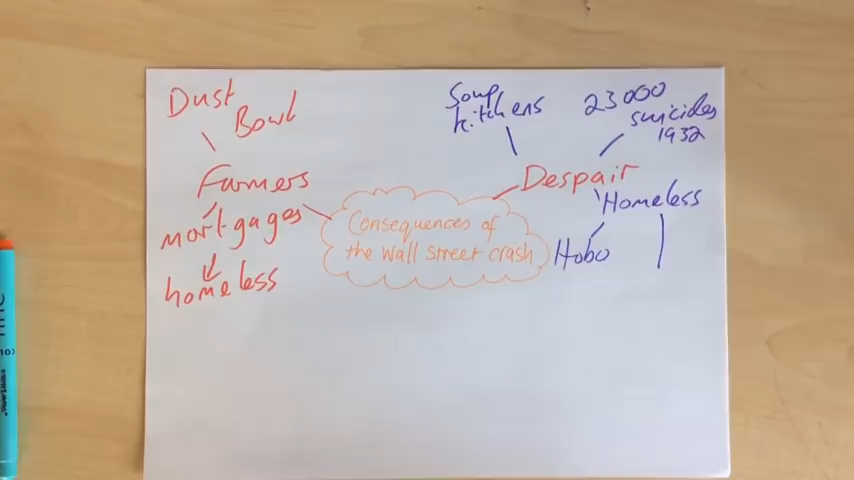 Dust
Bowl
Farmers
mortgages
homeless
Consequences of
the Wall Street crash
Soup
kitchens
23000
suicides
1932
Despair
Homeless
Hobo